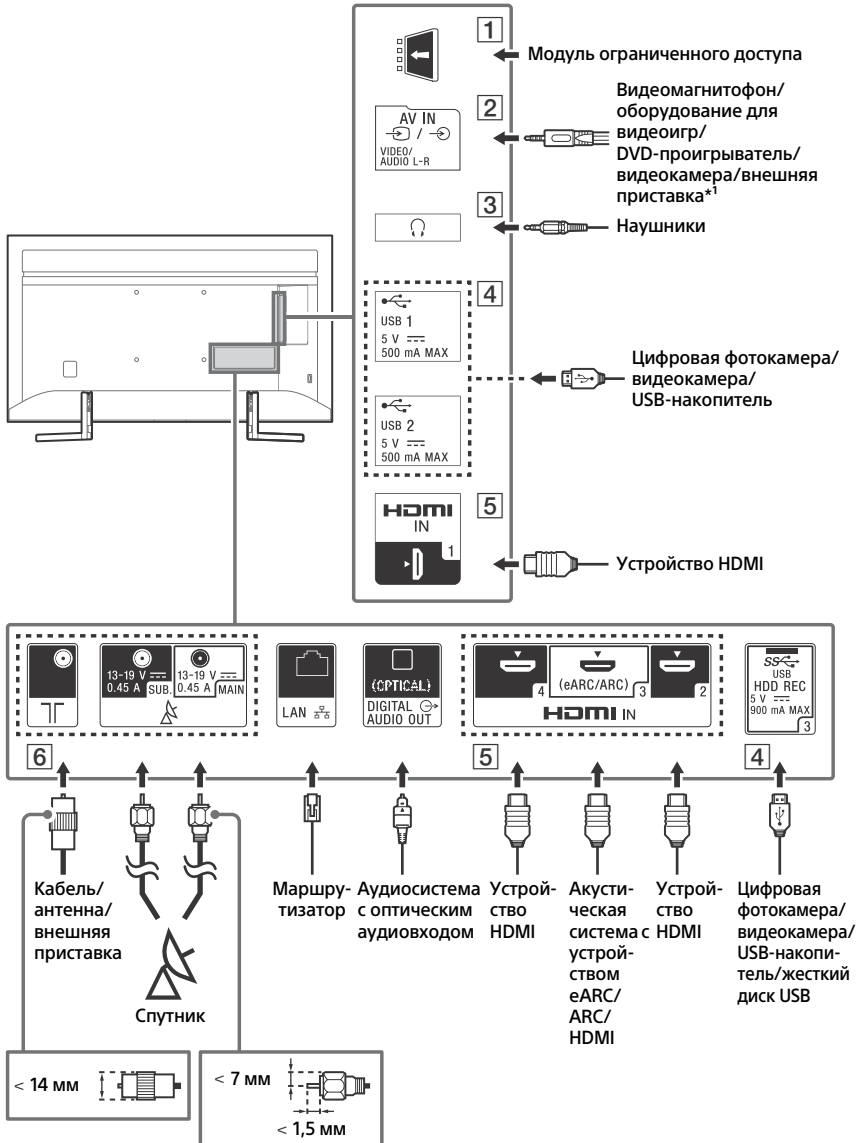 1
Модуль ограниченного доступа
2
AV IN
/
VIDEO/
AUDIO L-R
Видеомагнитофон/
оборудование для
видеоигр/
DVD-проигрыватель/
видеокамера/внешняя
приставка*1
3
Наушники
4
USB 1
5 V
500 mA MAX
USB 2
5 V
500 mA MAX
Цифровая фотокамера/
видеокамера/
USB-накопитель
5
HDMI
IN
1
Устройство HDMI
13-19 V
0.45 A
SUB.
13-19 V
0.45 A
MAIN
LAN
(OPTICAL)
DIGITAL
AUDIO OUT
4
(eARC/ARC)
3
2
HDMI IN
SS
USB
HDD REC
5 V
900 mA MAX
3
6
5
4
Кабель/
антенна/
внешняя
приставка
Спутник
Маршру-
тизатор
Аудиосистема
с оптическим
аудиовходом
Устрой-
ство
HDMI
Акусти-
ческая
система с
устрой-
ством
eARC/
ARC/
HDMI
Устрой-
ство
HDMI
Цифровая
фотокамера/
видеокамера/
USB-накопи-
тель/жесткий
диск USB
< 14 мм
< 7 мм
< 1,5 мм